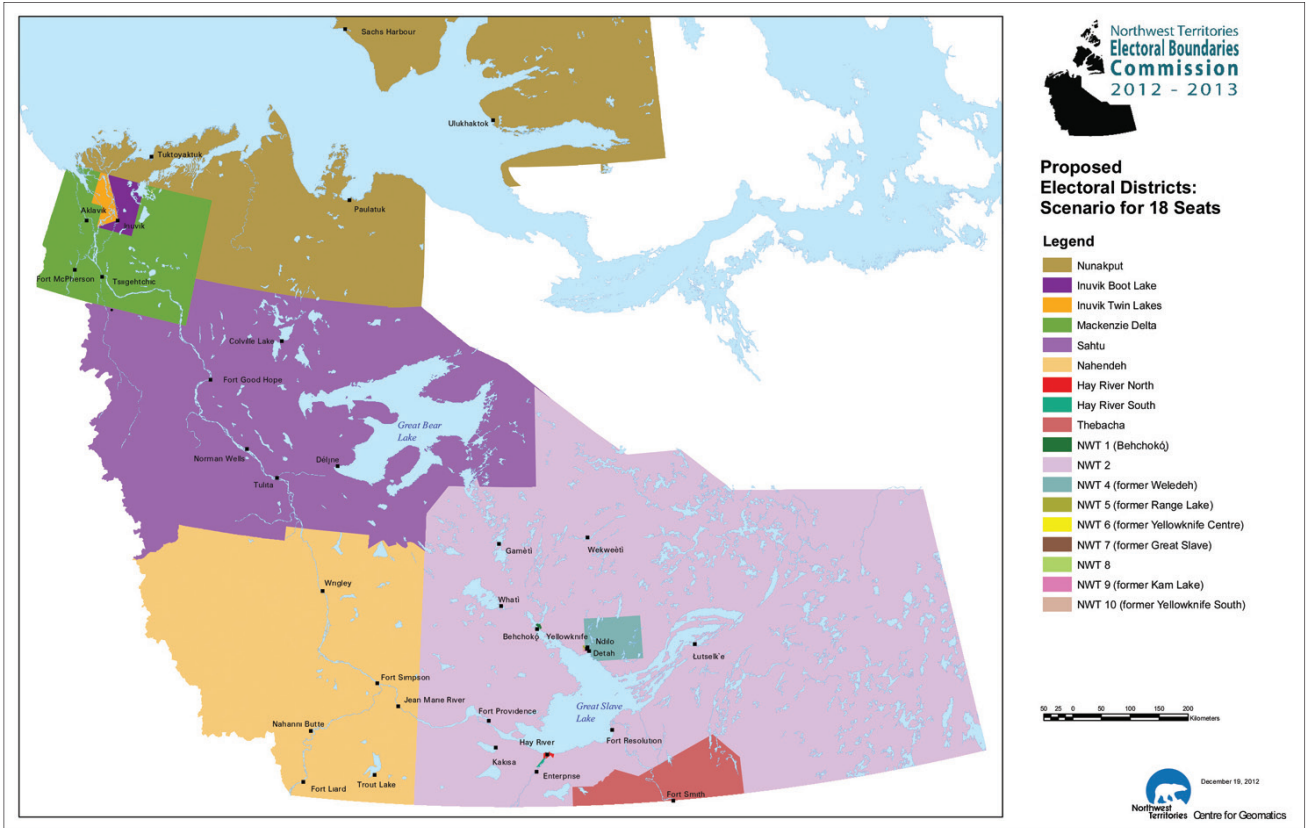 Sachs Harbour
Ulukhaktok
Tuktoyaktuk
Paulatuk
Aklavik
Inuvik
Fort McPherson
Tsiigehtchic
Colville Lake
Fort Good Hope
Great Bear
Lake
Norman Wells
Délįne
Tulita
Gamètì
Wekweètì
Wrigley
Whatì
Behchokǫ̀
Yellowknife
Ndilo
Detah
Łutselk'e
Fort Simpson
Jean Marie River
Fort Providence
Great Slave
Lake
Nahanni Butte
Hay River
Fort Resolution
Kakisa
Enterprise
Fort Liard
Trout Lake
Fort Smith
Northwest Territories
Electoral Boundaries
Commission
2012 - 2013
Proposed
Electoral Districts:
Scenario for 18 Seats
Legend
Nunakput
Inuvik Boot Lake
Inuvik Twin Lakes
Mackenzie Delta
Sahtu
Nahendeh
Hay River North
Hay River South
Thebacha
NWT 1 (Behchokǫ́)
NWT 2
NWT 4 (former Weledeh)
NWT 5 (former Range Lake)
NWT 6 (former Yellowknife Centre)
NWT 7 (former Great Slave)
NWT 8
NWT 9 (former Kam Lake)
NWT 10 (former Yellowknife South)
50 25 0 50 100 150 200
Kilometers
December 19, 2012
Northwest
Territories Centre for Geomatics